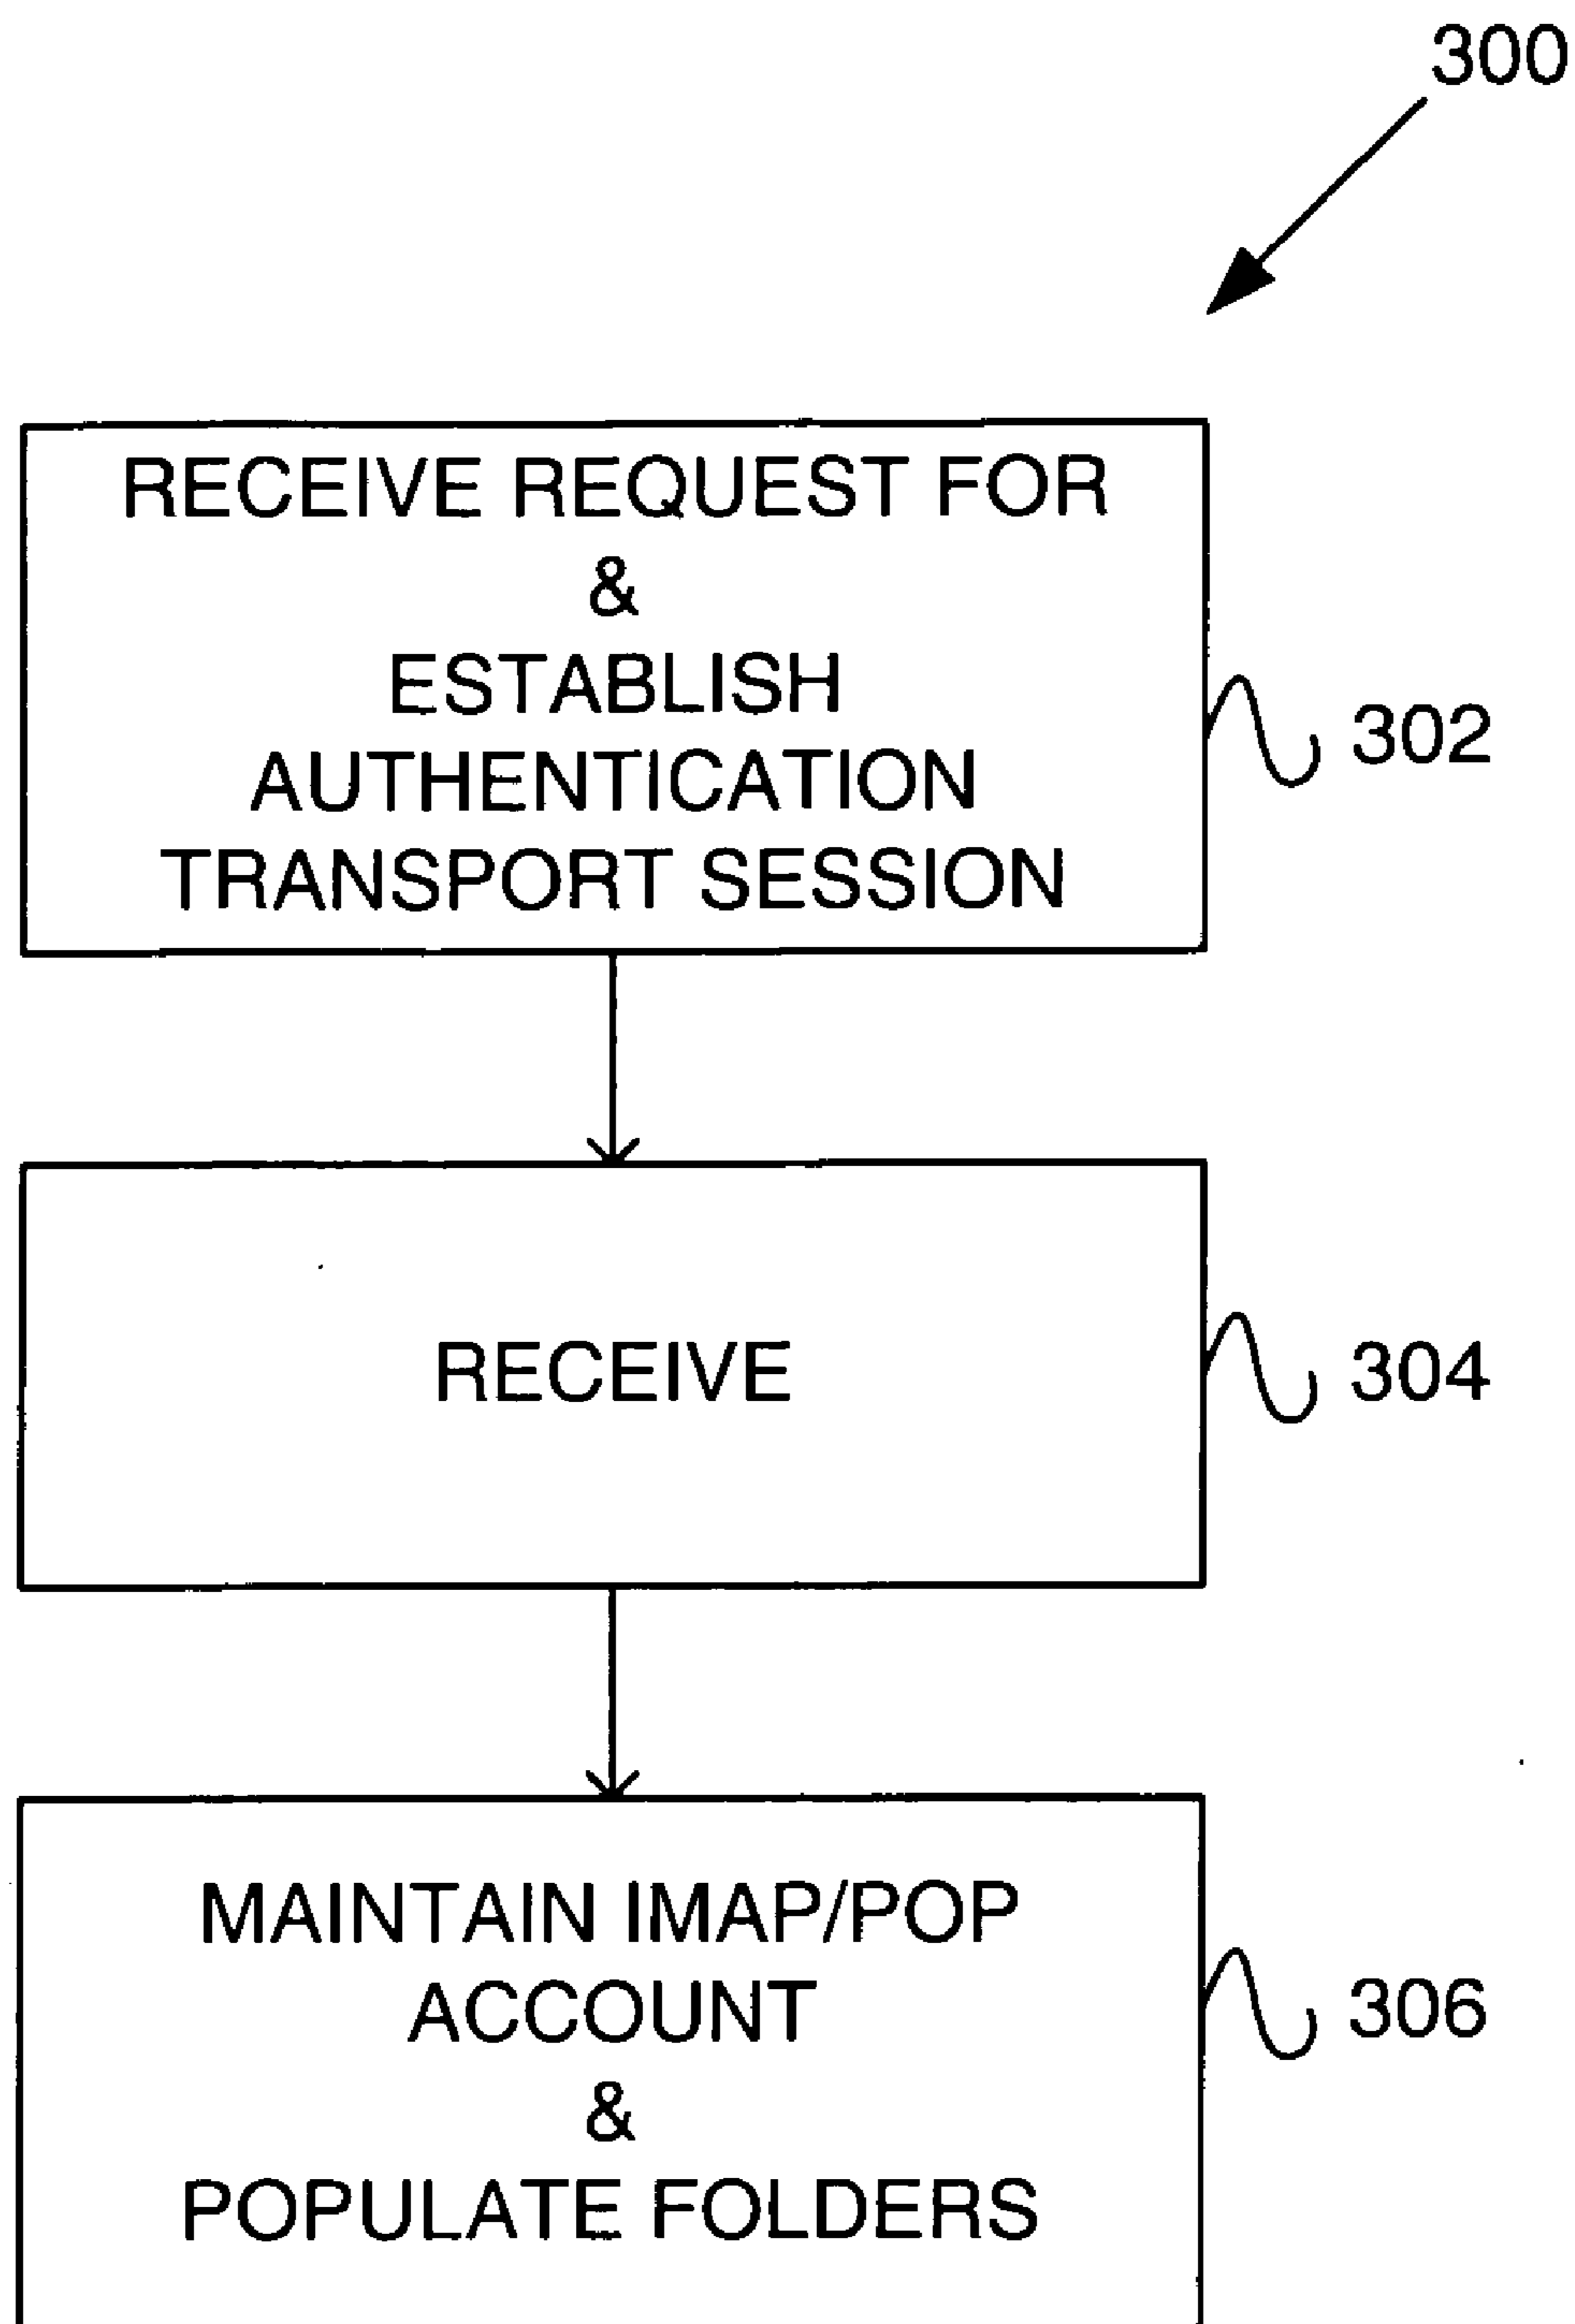 300
RECEIVE REQUEST FOR
&
ESTABLISH
AUTHENTICATION
TRANSPORT SESSION
302
RECEIVE
304
MAINTAIN IMAP/POP
ACCOUNT
&
POPULATE FOLDERS
306